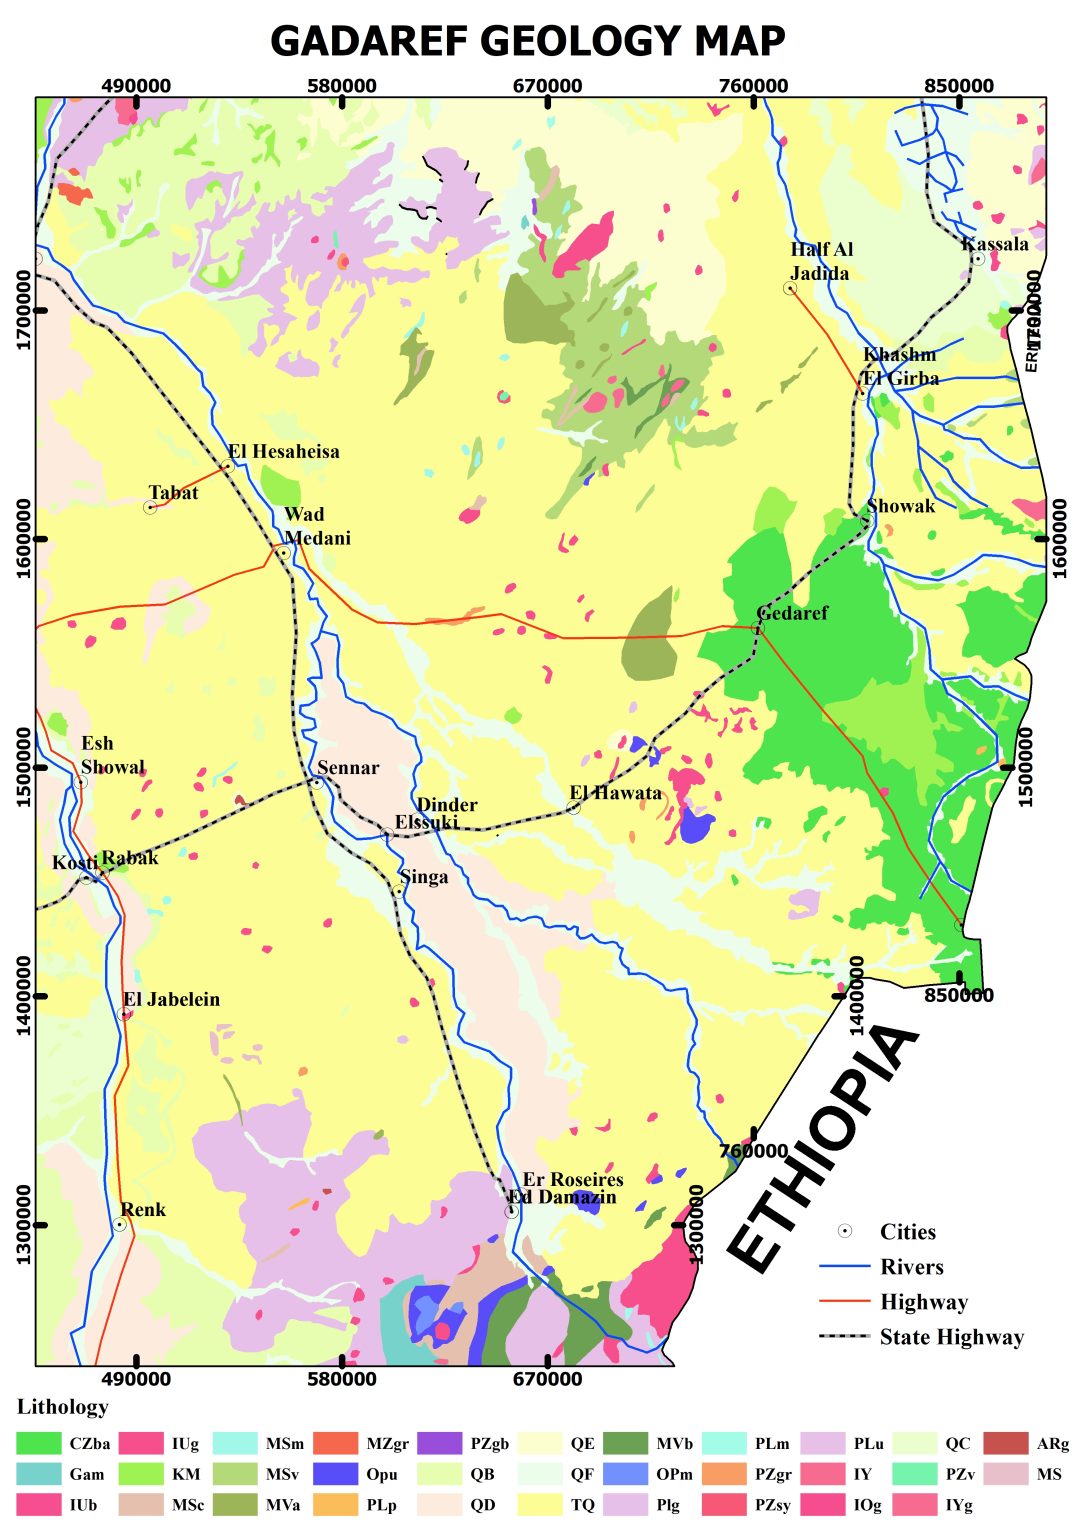 GADAREF GEOLOGY MAP
490000 580000 670000 760000 850000
Kassala
Half Al
Jadida
1700000
1700000
ERITREA
Khashm
El Girba
El Hesaheisa
Tabat
Wad
Medani
Showak
1600000
1600000
Gedaref
Esh
Showal
Sennar
1500000
1500000
El Hawata
Dinder
Elssuki
Kosti
Rabak
Singa
1400000
1400000
850000
El Jabelein
ETHIOPIA
760000
Er Roseires
Ed Damazin
Renk
1300000
1300000
Cities
Rivers
Highway
State Highway
490000 580000 670000
Lithology
CZba IUg MSm MZgr PZgb QE MVb PLm PLu QC ARg
Gam KM MSv Opu QB QF OPm PZgr IY PZv MS
IUb MSc MVa PLp QD TQ Plg PZsy IOg IYg